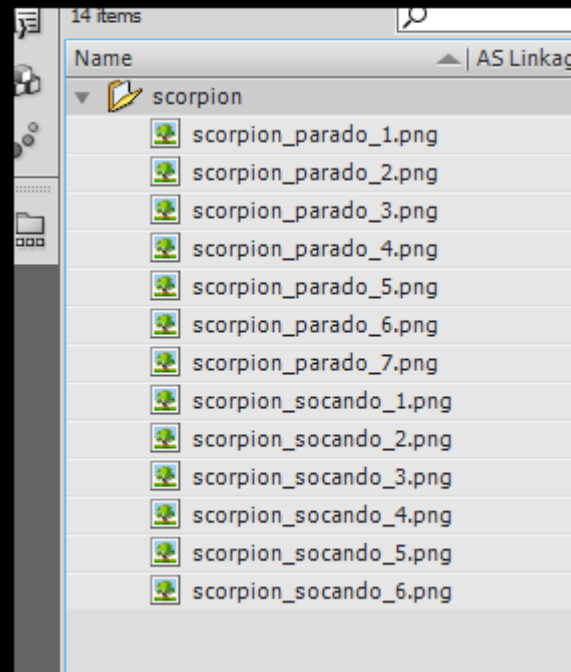 14 items
Name AS Linkag
scorpion
scorpion_parado_1.png
scorpion_parado_2.png
scorpion_parado_3.png
scorpion_parado_4.png
scorpion_parado_5.png
scorpion_parado_6.png
scorpion_parado_7.png
scorpion_socando_1.png
scorpion_socando_2.png
scorpion_socando_3.png
scorpion_socando_4.png
scorpion_socando_5.png
scorpion_socando_6.png